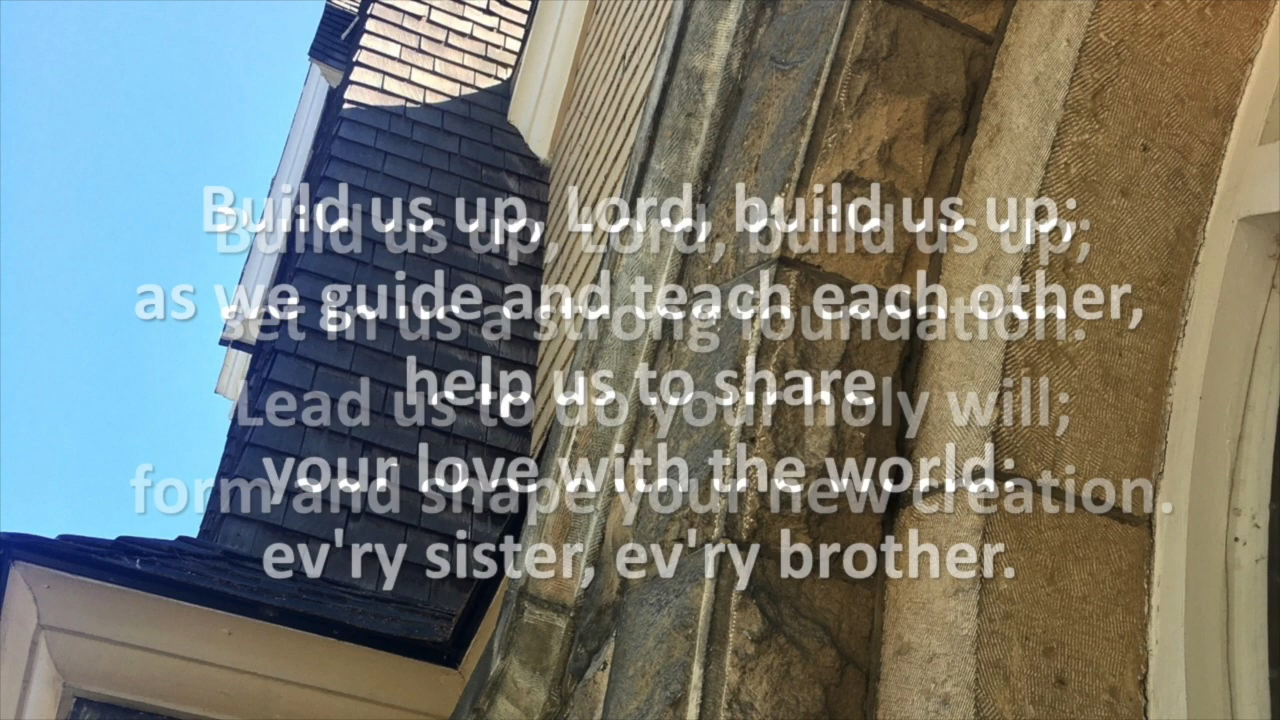 Build us up, Lord, build us up;
set in us a strong foundation.
Lead us to do your holy will;
form and shape your new creation.
Build us up, Lord, build us up;
as we guide and teach each other,
help us to share
your love with the world:
ev'ry sister, ev'ry brother.